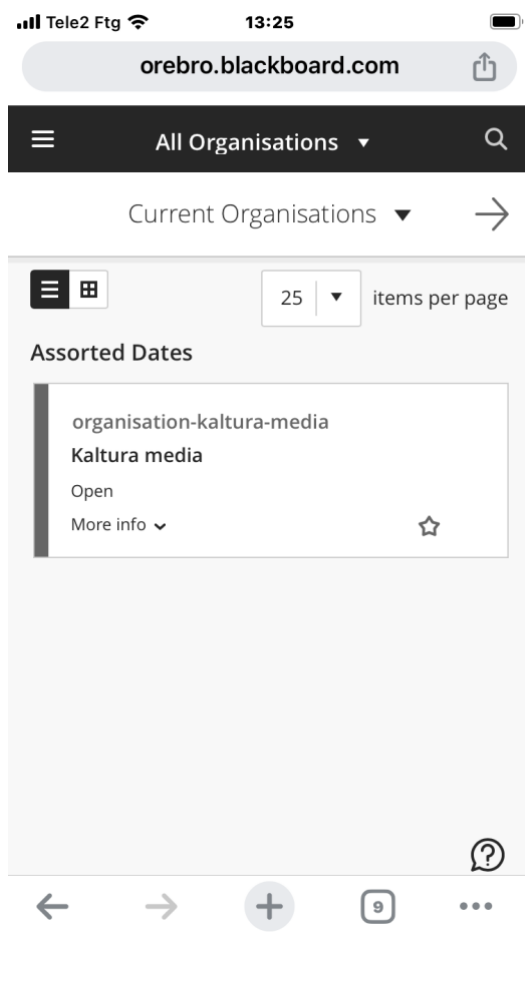 Tele2 Ftg
13:25
orebro.blackboard.com
All Organisations
Current Organisations
25
items per page
Assorted Dates
organisation-kaltura-media
Kaltura media
Open
More info
?
9